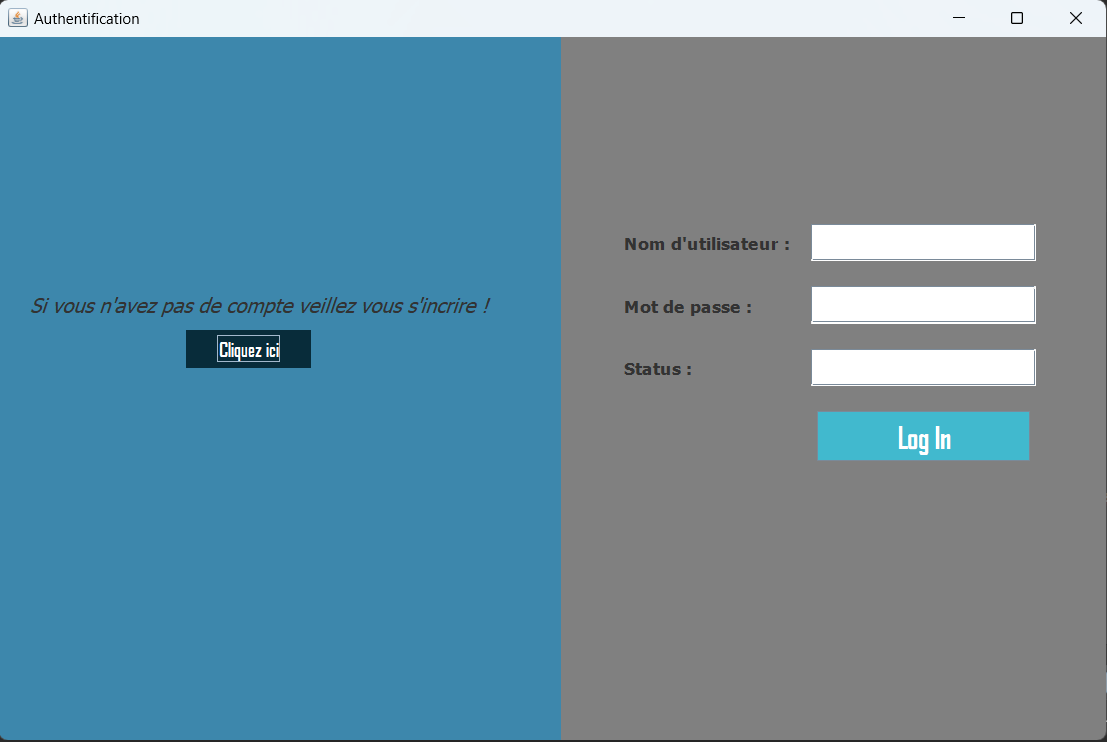 Authentification
Si vous n'avez pas de compte veillez vous s'incrire !
Cliquez ici
Nom d'utilisateur :
Mot de passe :
Status :
Log In